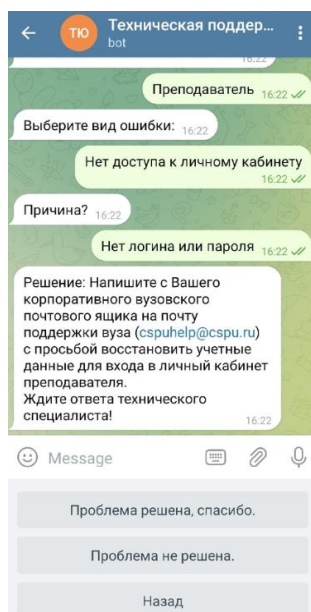 ТЮ
Техническая поддер...
bot
16:22
Преподаватель 16:22
Выберите вид ошибки: 16:22
Нет доступа к личному кабинету
16:22
Причина? 16:22
Нет логина или пароля 16:22
Решение: Напишите с Вашего
корпоративного вузовского
почтового ящика на почту
поддержки вуза (cspuhelp@cspu.ru)
с просьбой восстановить учетные
данные для входа в личный кабинет
преподавателя.
Ждите ответа технического
специалиста!
16:22
Message
Проблема решена, спасибо.
Проблема не решена.
Назад